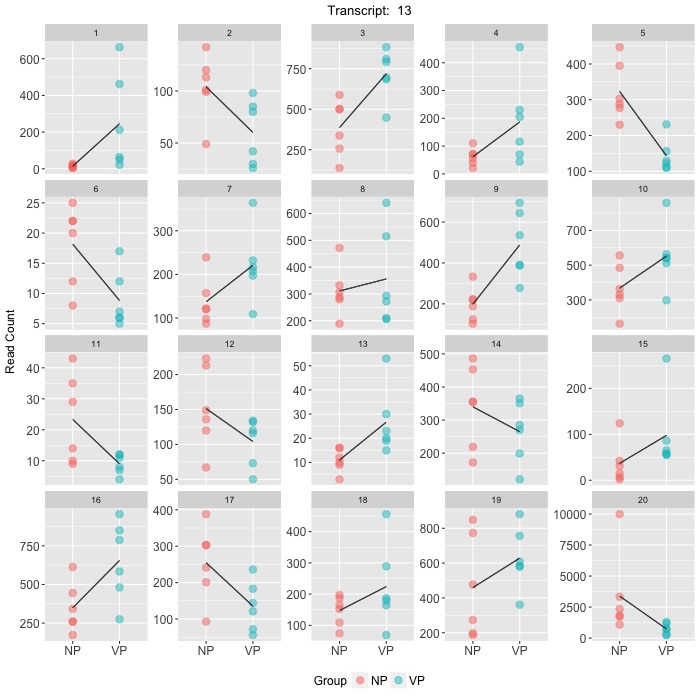 Transcript: 13
1 2 3 4 5
600 400 200 0
100 50
750 500 250
400 300 200 100 0
400 300 200 100
6 7 8 9 10
25 20 15 10 5
300 200 100
600 500 400 300 200
600 400 200
700 500 300
Read Count
11 12 13 14 15
40 30 20 10
200 150 100 50
50 40 30 20 10
500 400 300 200
200 100 0
16 17 18 19 20
750 500 250
400 300 200 100
400 300 200 100
800 600 400 200
10000 7500 5000 2500 0
NP VP NP VP NP VP NP VP NP VP
Group NP VP